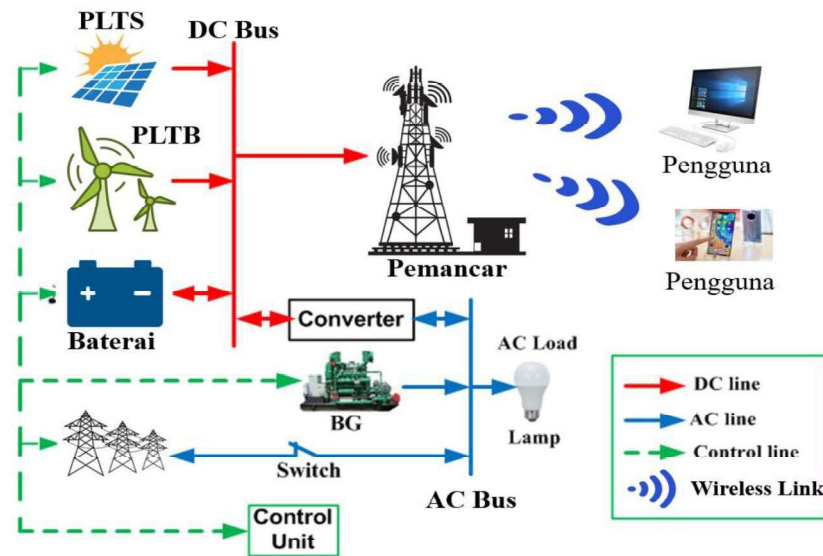 PLTS
DC Bus
PLTB
Baterai
Pemancar
Pengguna
Pengguna
Converter
BG
AC Load
Lamp
Switch
AC Bus
Control
Unit
DC line
AC line
Control line
Wireless Link